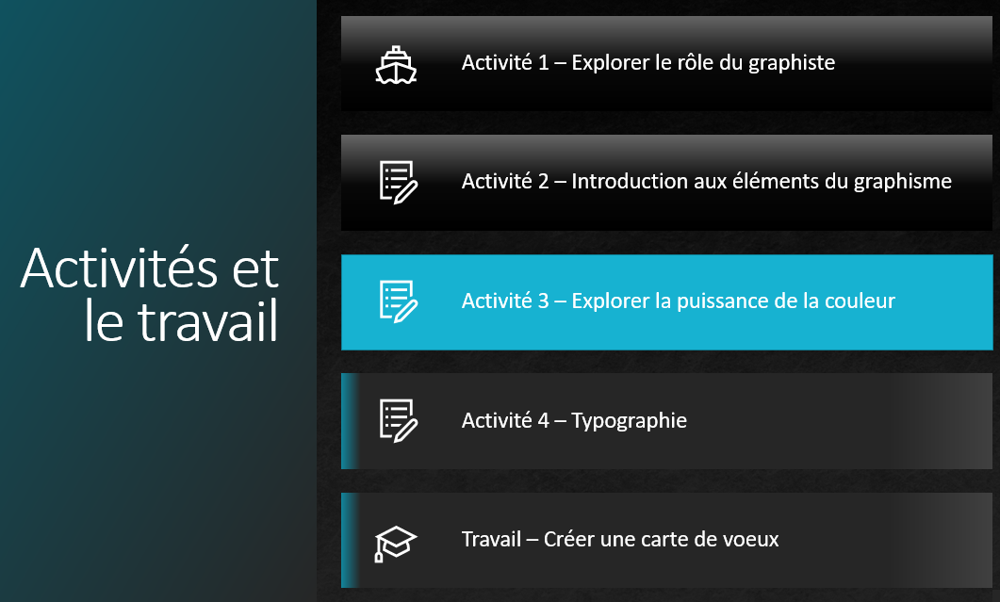 Activités et
le travail
Activité 1 – Explorer le rôle du graphiste
Activité 2 – Introduction aux éléments du graphisme
Activité 3 – Explorer la puissance de la couleur
Activité 4 – Typographie
Travail – Créer une carte de voeux